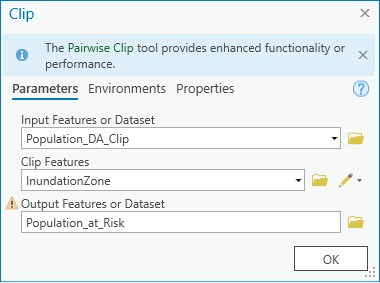 Clip
The Pairwise Clip tool provides enhanced functionality or
performance.
Parameters Environments Properties
Input Features or Dataset
Population_DA_Clip
Clip Features
InundationZone
Output Features or Dataset
Population_at_Risk
OK